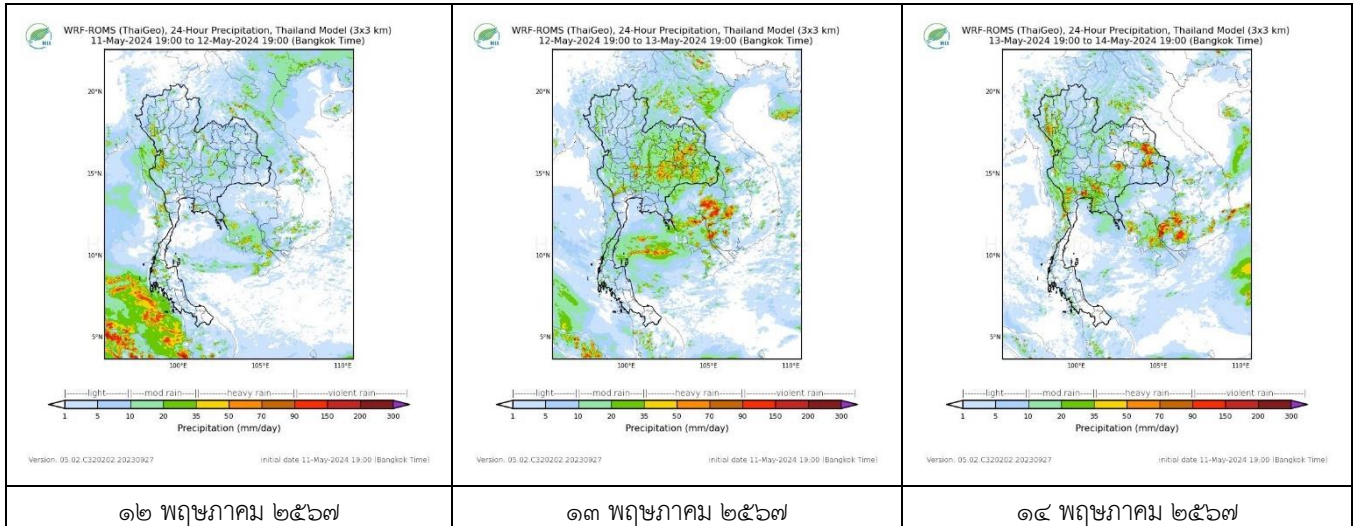 WRF-ROMS (ThaiGeo), 24-Hour Precipitation, Thailand Model (3x3 km)
11-May-2024 19:00 to 12-May-2024 19:00 (Bangkok Time)
HII
20°N
15°N
10°N
5°N
100°E
105°E
110°E
light mod rain heavy rain violent rain
1 5 10 20 35 50 70 90 150 200 300
Precipitation (mm/day)
Version: 05.02.C320202.20230927 initial date 11-May-2024 19:00 (Bangkok Time)
๑๒ พฤษภาคม ๒๕๖๗
WRF-ROMS (ThaiGeo), 24-Hour Precipitation, Thailand Model (3x3 km)
12-May-2024 19:00 to 13-May-2024 19:00 (Bangkok Time)
HII
20°N
15°N
10°N
5°N
100°E
105°E
110°E
light mod rain heavy rain violent rain
1 5 10 20 35 50 70 90 150 200 300
Precipitation (mm/day)
Version: 05.02.C320202.20230927 initial date 11-May-2024 19:00 (Bangkok Time)
๑๓ พฤษภาคม ๒๕๖๗
WRF-ROMS (ThaiGeo), 24-Hour Precipitation, Thailand Model (3x3 km)
13-May-2024 19:00 to 14-May-2024 19:00 (Bangkok Time)
HII
20°N
15°N
10°N
5°N
100°E
105°E
110°E
light mod rain heavy rain violent rain
1 5 10 20 35 50 70 90 150 200 300
Precipitation (mm/day)
Version: 05.02.C320202.20230927 initial date 11-May-2024 19:00 (Bangkok Time)
๑๔ พฤษภาคม ๒๕๖๗